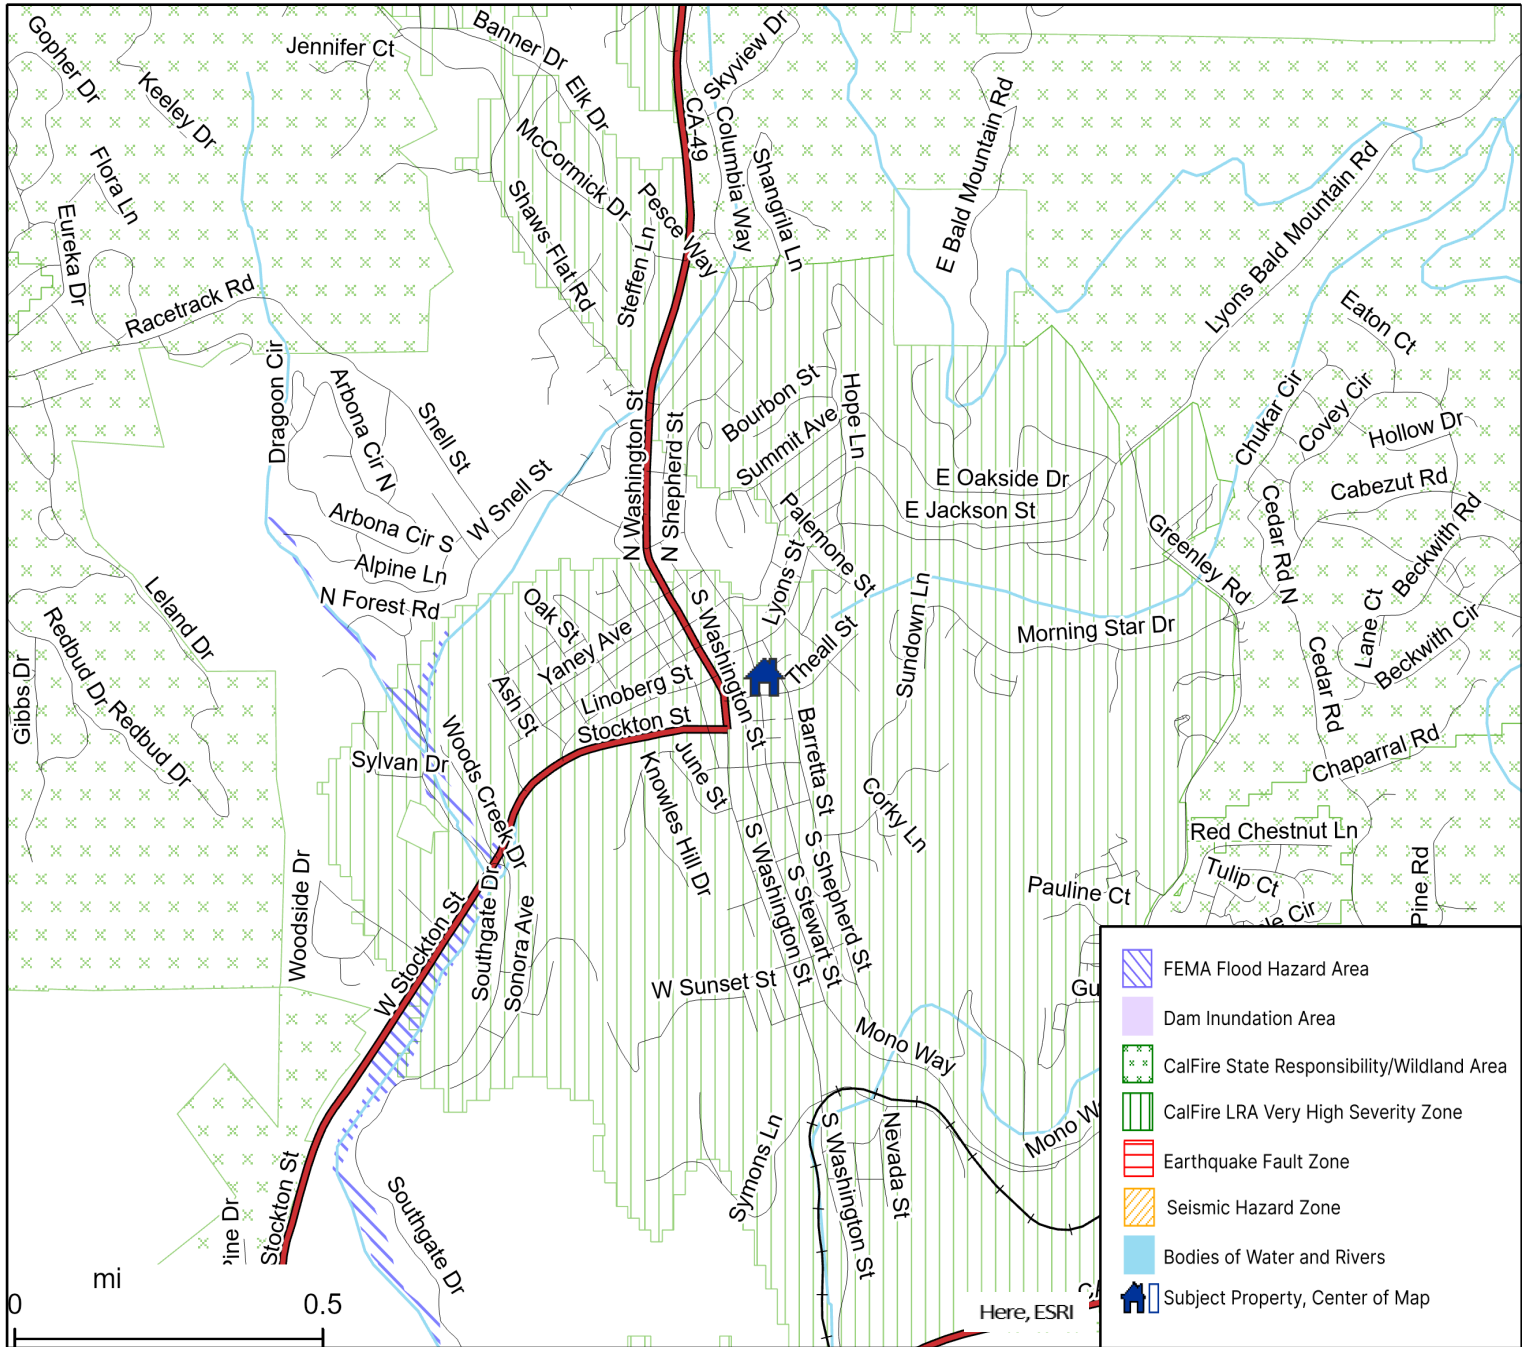 Gopher Dr
Jennifer Ct
Banner Dr
Skyview Dr
Keeley Dr
Elk Dr
CA-49
Columbia Way
E Bald Mountain Rd
McCormick Dr
Flora Ln
Shangrila Ln
Lyons Bald Mountain Rd
Shaws Flat Rd
Pesce Way
Eureka Dr
Steffen Ln
Racetrack Rd
Eaton Ct
Dragoon Cir
Arbona Cir N
Snell St
N Washington St
N Shepherd St
Bourbon St
Hope Ln
Summit Ave
Chukar Cir
Covey Cir
Hollow Dr
W Snell St
E Oakside Dr
E Jackson St
Cabezut Rd
Arbona Cir S
Palemone St
Greenley Rd
Cedar Rd N
Beckwith Rd
Alpine Ln
Lyons St
N Forest Rd
Leland Dr
Oak St
Yaney Ave
S Washington St
Theall St
Sundown Ln
Morning Star Dr
Lane Ct
Beckwith Cir
Redbud Dr
Gibbs Dr
Redbud Dr
Ash St
Linoberg St
Stockton St
Cedar Rd
Sylvan Dr
Woods Creek Dr
Knowles Hill Dr
June St
Barretta St
Corky Ln
Chaparral Rd
Red Chestnut Ln
Tulip Ct
Pine Rd
Woodside Dr
S Washington St
S Stewart St
S Shepherd St
Pauline Ct
le Cir
W Stockton St
Southgate Dr
Sonora Ave
W Sunset St
Gu
Mono Way
Mono W
Symons Ln
S Washington St
Nevada St
Stockton St
Pine Dr
Southgate Dr
mi
0
0.5
Here, ESRI
FEMA Flood Hazard Area
Dam Inundation Area
CalFire State Responsibility/Wildland Area
CalFire LRA Very High Severity Zone
Earthquake Fault Zone
Seismic Hazard Zone
Bodies of Water and Rivers
Subject Property, Center of Map